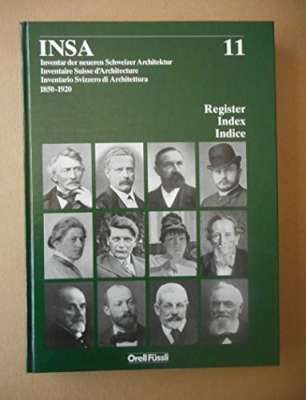 INSA 11
Inventar der neueren Schweizer Architektur
Inventaire Suisse d'Architecture
Inventario Svizzero di Architettura
1850-1920
Register
Index
Indice
Orell Füssli